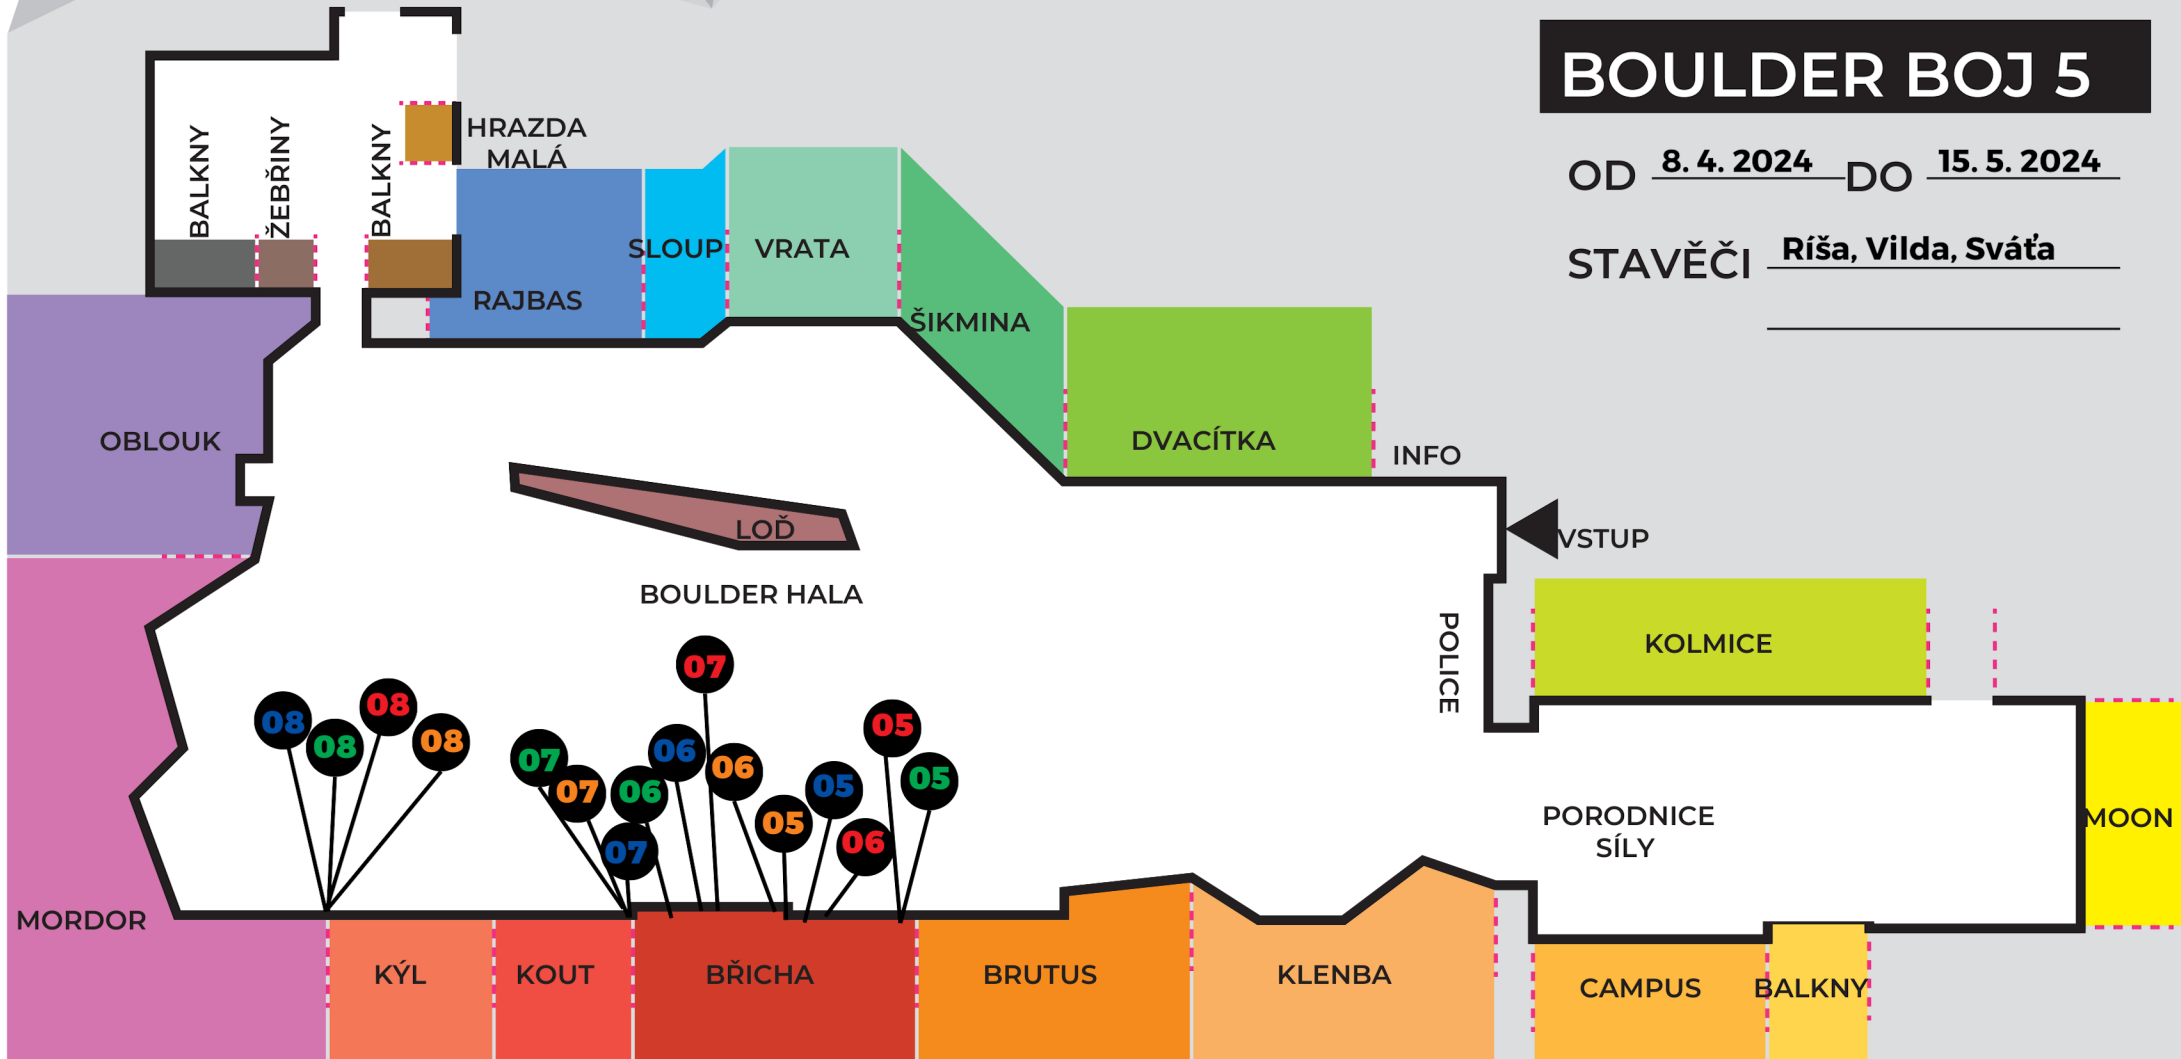 BOULDER BOJ 5
OD 8. 4. 2024 DO 15. 5. 2024
STAVĚČI Ríša, Vilda, Sváťa
BALKNY
ŽEBŘINY
BALKNY
HRAZDA
MALÁ
RAJBAS
SLOUP
VRATA
ŠIKMINA
DVACÍTKA
INFO
OBLOUK
LOĎ
VSTUP
BOULDER HALA
POLICE
KOLMICE
08
08
08
08
07
07
07
06
06
07
06
05
05
06
05
05
PORODNICE
SÍLY
MOON
MORDOR
KÝL
KOUT
BŘICHA
BRUTUS
KLENBA
CAMPUS
BALKNY